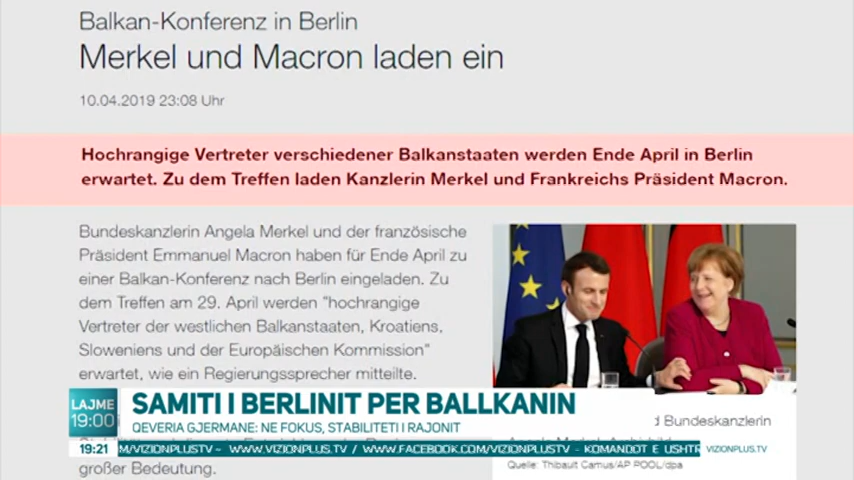 Balkan-Konferenz in Berlin
Merkel und Macron laden ein
10.04.2019 23:08 Uhr
Hochrangige Vertreter verschiedener Balkanstaaten werden Ende April in Berlin
erwartet. Zu dem Treffen laden Kanzlerin Merkel und Frankreichs Präsident Macron.
Bundeskanzlerin Angela Merkel und der französische
Präsident Emmanuel Macron haben für Ende April zu
einer Balkan-Konferenz nach Berlin eingeladen. Zu
dem Treffen am 29. April werden "hochrangige
Vertreter der westlichen Balkanstaaten, Kroatiens,
Sloweniens und der Europäischen Kommission"
erwartet, wie ein Regierungssprecher mitteilte.
großer Bedeutung.
d Bundeskanzlerin
Quelle: Thibault Camus/AP POOL/dpa
LAJME
19:00
SAMITI I BERLINIT PER BALLKANIN
QEVERIA GJERMANE: NE FOKUS, STABILITETI I RAJONIT
19:21
M/VIZIONPLUSTV - WWW.VIZIONPLUS.TV / WWW.FACEBOOK.COM/VIZIONPLUSTV - KOMANDOT E USHTR
VIZIONPLUS.TV